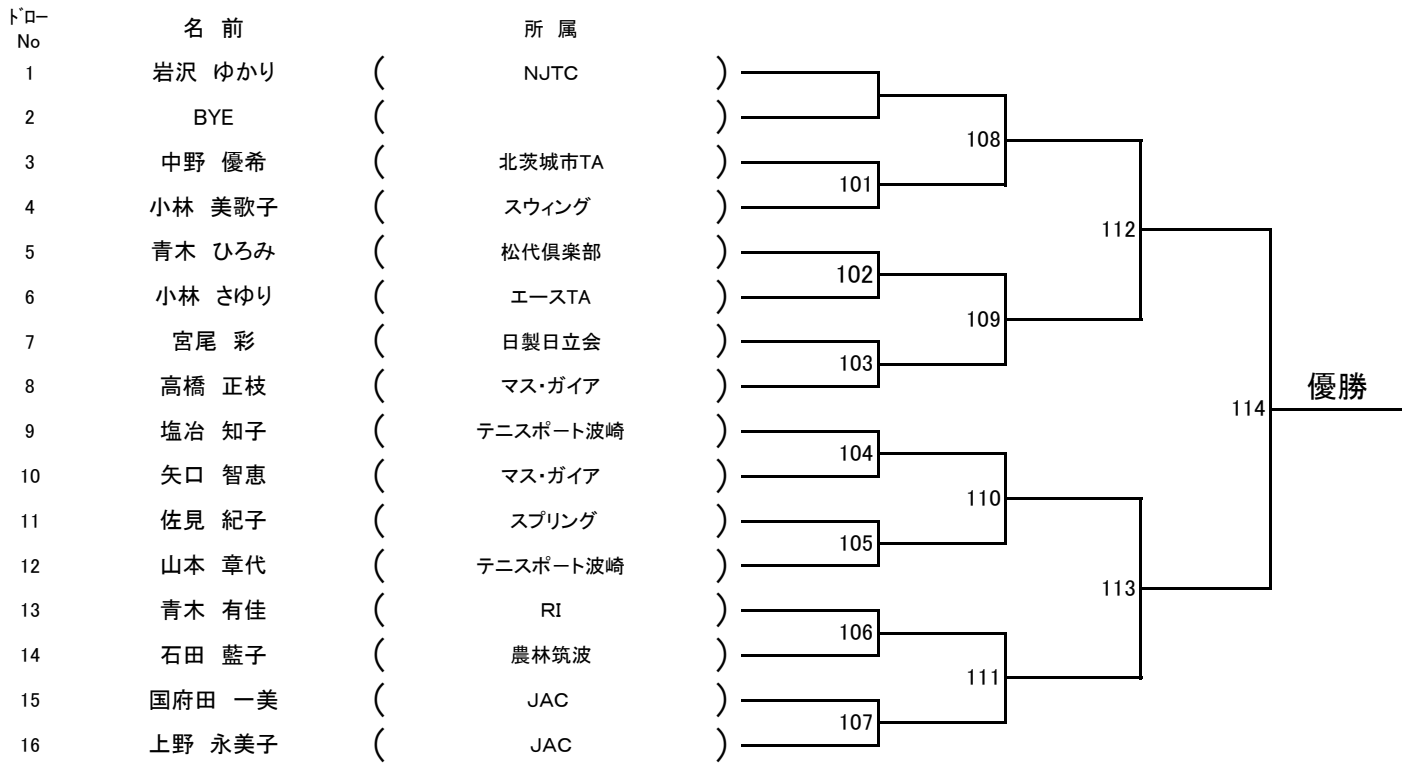 ﾄﾞﾛｰ
No 名 前 所 属
1 岩沢 ゆかり ( NJTC )
2 BYE ( )
108
3 中野 優希 ( 北茨城市TA )
101
4 小林 美歌子 ( スウィング )
112
5 青木 ひろみ ( 松代倶楽部 )
102
6 小林 さゆり ( エースTA )
109
7 宮尾 彩 ( 日製日立会 )
103
8 高橋 正枝 ( マス・ガイア )
優勝
114
9 塩冶 知子 ( テニスポート波崎 )
104
10 矢口 智恵 ( マス・ガイア )
110
11 佐見 紀子 ( スプリング )
105
12 山本 章代 ( テニスポート波崎 )
113
13 青木 有佳 ( RI )
106
14 石田 藍子 ( 農林筑波 )
111
15 国府田 一美 ( JAC )
107
16 上野 永美子 ( JAC )